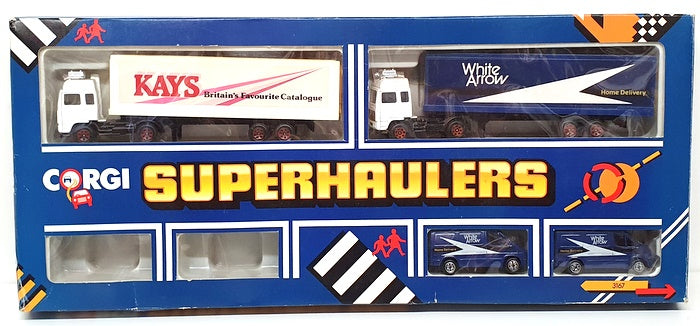 KAYS
Britain's Favourite Catalogue
White
Arrow
Home Delivery
CORGI
SUPERHAULERS
White
Arrow
White
Arrow
3167